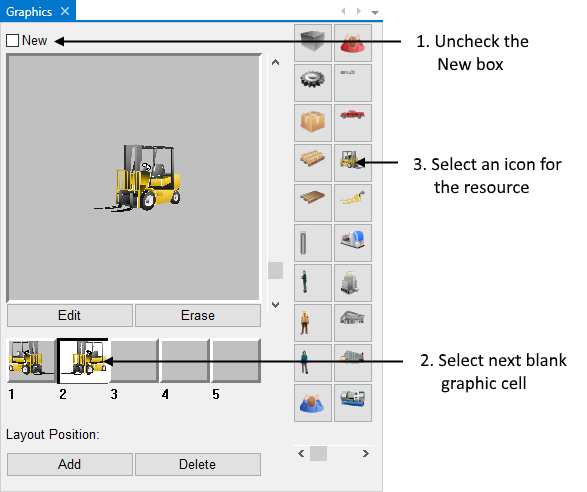 Graphics
New
1. Uncheck the
New box
3. Select an icon for
the resource
Edit
Erase
2. Select next blank
graphic cell
1
2
3
4
5
Layout Position:
Add
Delete